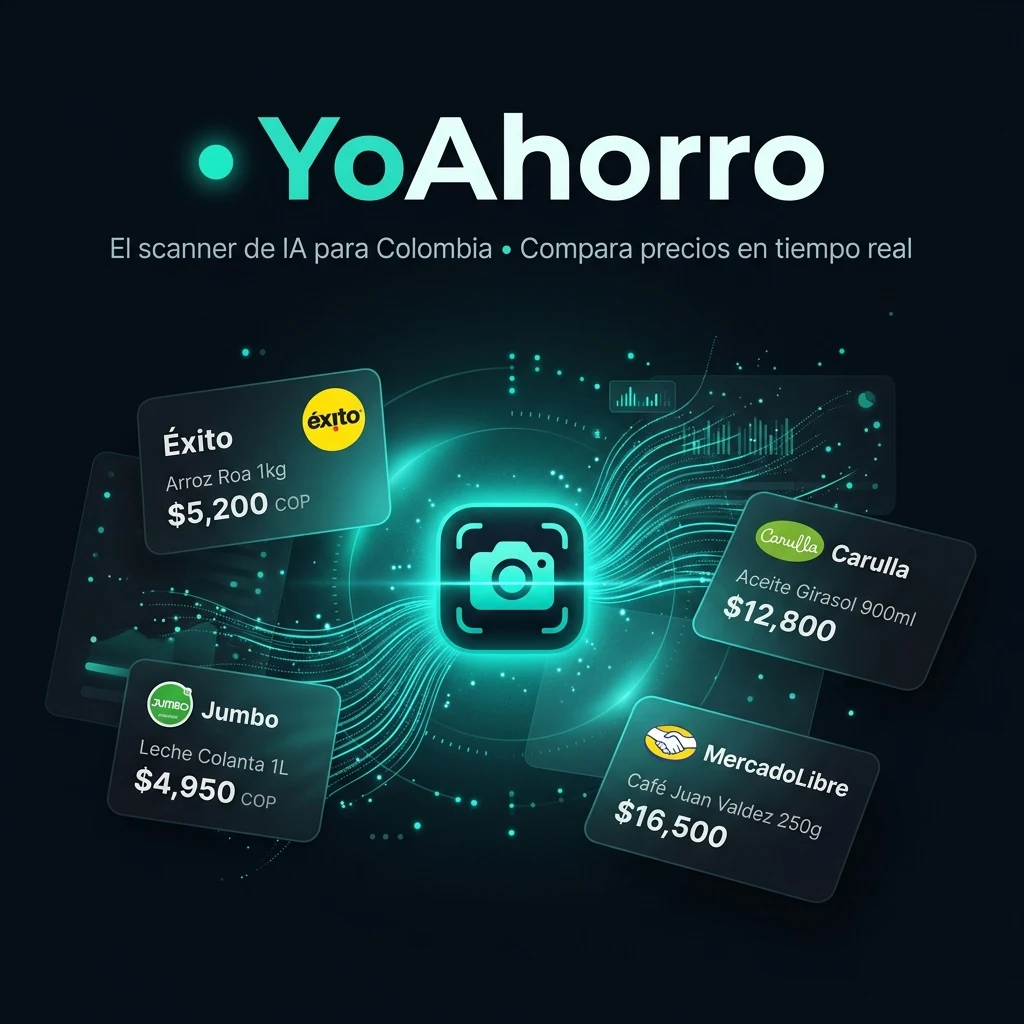 YoAhorro
El scanner de IA para Colombia • Compara precios en tiempo real
éxito
Éxito
Arroz Roa 1kg
$5,200 COP
Carulla
Carulla
Aceite Girasol 900ml
$12,800
JUMBO
Jumbo
Leche Colanta 1L
$4,950 COP
MercadoLibre
Café Juan Valdez 250g
$16,500